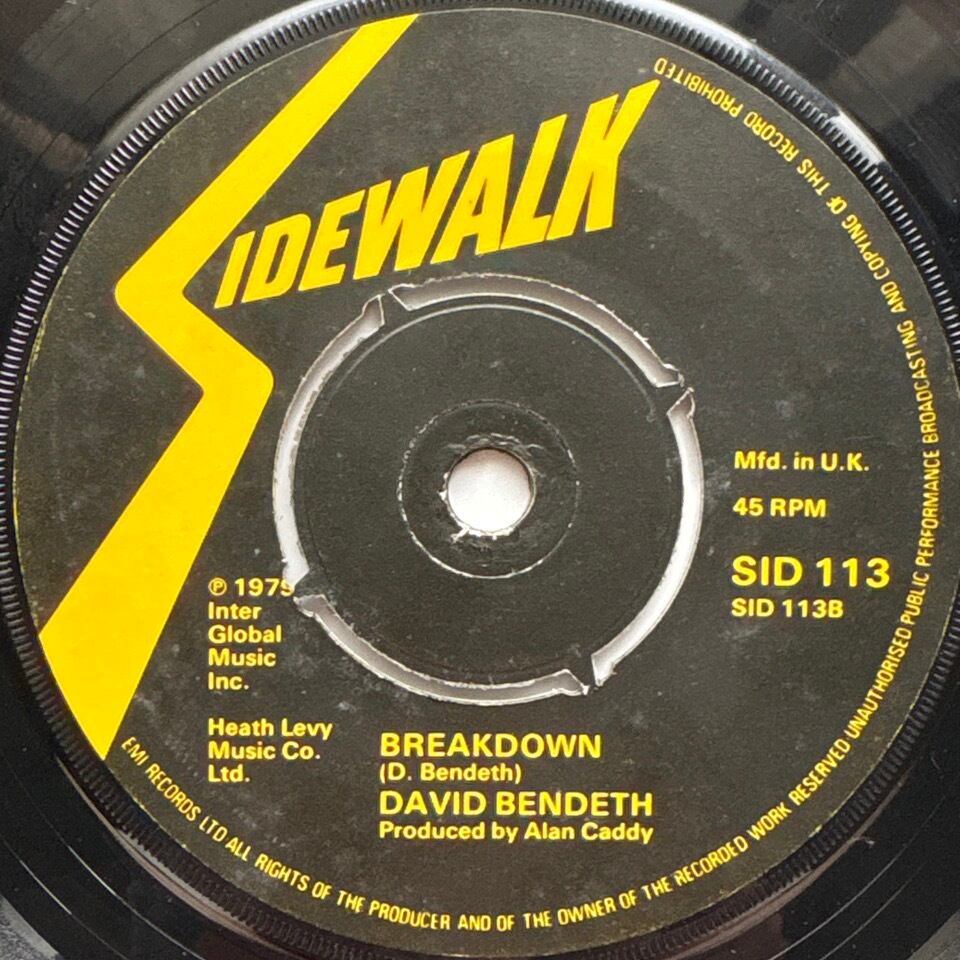 SIDEWALK
Mfd. in U.K.
45 RPM
SID 113
SID 113B
℗ 1979
Inter
Global
Music
Inc.
Heath Levy
Music Co.
Ltd.
BREAKDOWN
(D. Bendeth)
DAVID BENDETH
Produced by Alan Caddy
EMI RECORDS LTD ALL RIGHTS OF THE PRODUCER AND OF THE OWNER OF THE RECORDED WORK RESERVED UNAUTHORISED PUBLIC PERFORMANCE BROADCASTING AND COPYING OF THIS RECORD PROHIBITED